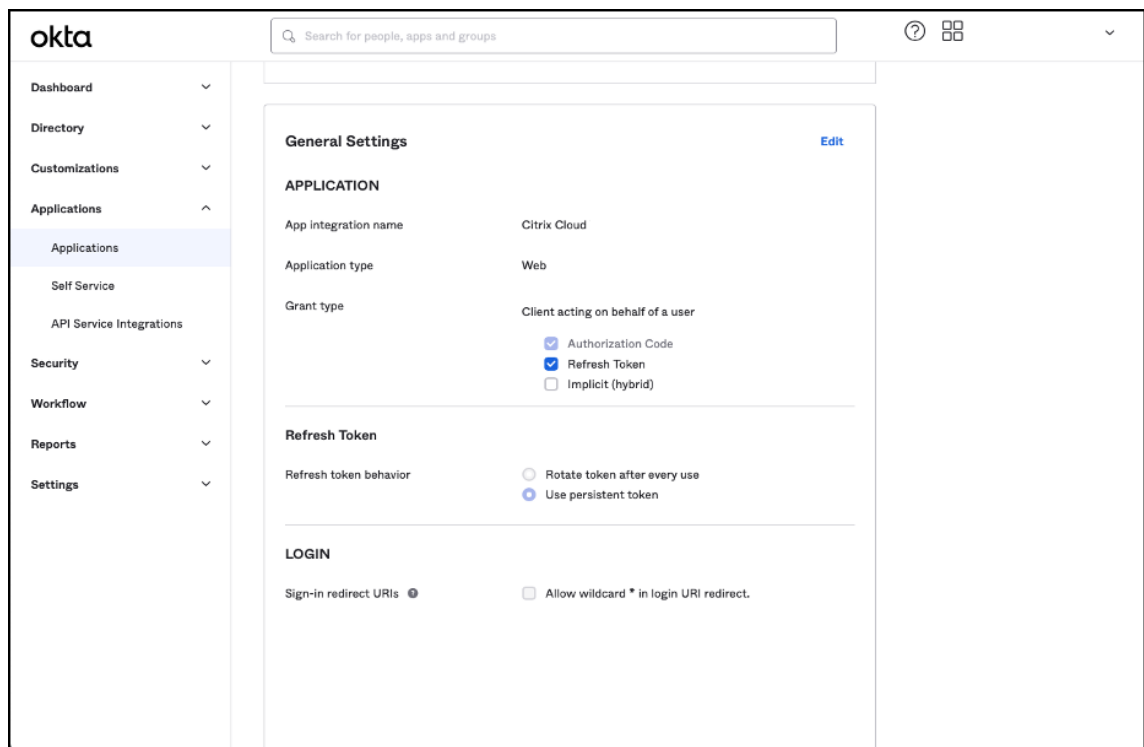 okta
Search for people, apps and groups
Dashboard
Directory
Customizations
Applications
Applications
Self Service
API Service Integrations
Security
Workflow
Reports
Settings
General Settings
Edit
APPLICATION
App integration name
Citrix Cloud
Application type
Web
Grant type
Client acting on behalf of a user
Authorization Code
Refresh Token
Implicit (hybrid)
Refresh Token
Refresh token behavior
Rotate token after every use
Use persistent token
LOGIN
Sign-in redirect URIs
Allow wildcard * in login URI redirect.